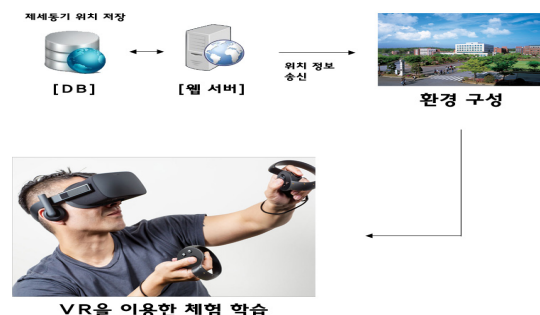 제세동기 위치 저장
[DB]
[웹 서버]
위치 정보
송신
환경 구성
VR을 이용한 체험 학습